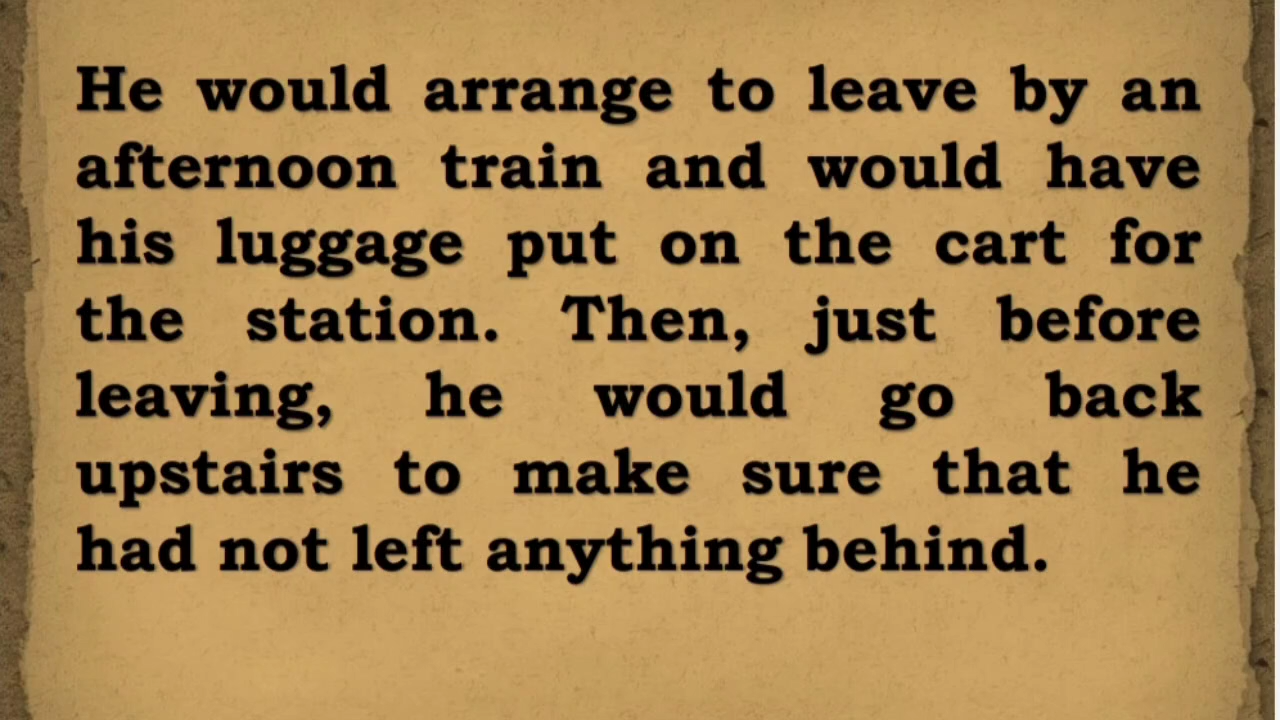 He would arrange to leave by an
afternoon train and would have
his luggage put on the cart for
the station. Then, just before
leaving, he would go back
upstairs to make sure that he
had not left anything behind.